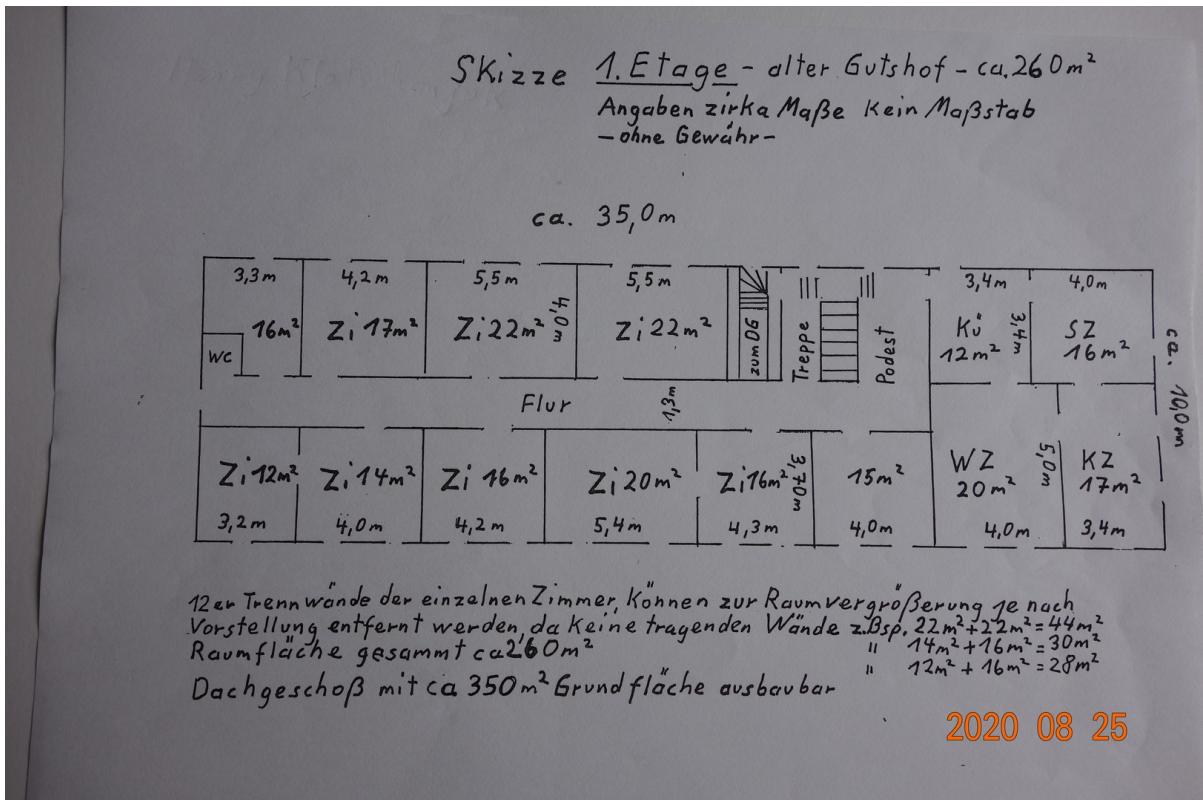 Skizze 1. Etage - alter Gutshof - ca. 260m²
Angaben zirka Maße Kein Maßstab
- ohne Gewähr -
ca. 35,0m
3,3m 4,2m 5,5m 5,5m 3,4m 4,0m
16m² Zi 17m² Zi 22m² 4,0m Zi 22m² zum DG Treppe Podest Kü 3,4m SZ
WC 12m² 16m²
ca. 10,0m
Flur 1,3m
Zi 12m² Zi 14m² Zi 16m² Zi 20m² Zi 16m² 3,70m 15m² WZ 5,0m KZ
20m² 17m²
3,2m 4,0m 4,2m 5,4m 4,3m 4,0m 4,0m 3,4m
12er Trennwände der einzelnen Zimmer, Können zur Raumvergrößerung je nach
Vorstellung entfernt werden, da Keine tragenden Wände z.Bsp. 22m²+22m²=44m²
Raumfläche gesammt ca 260m² " 14m²+16m²=30m²
" 12m²+16m²=28m²
Dachgeschoß mit ca 350m² Grundfläche ausbaubar
2020 08 25